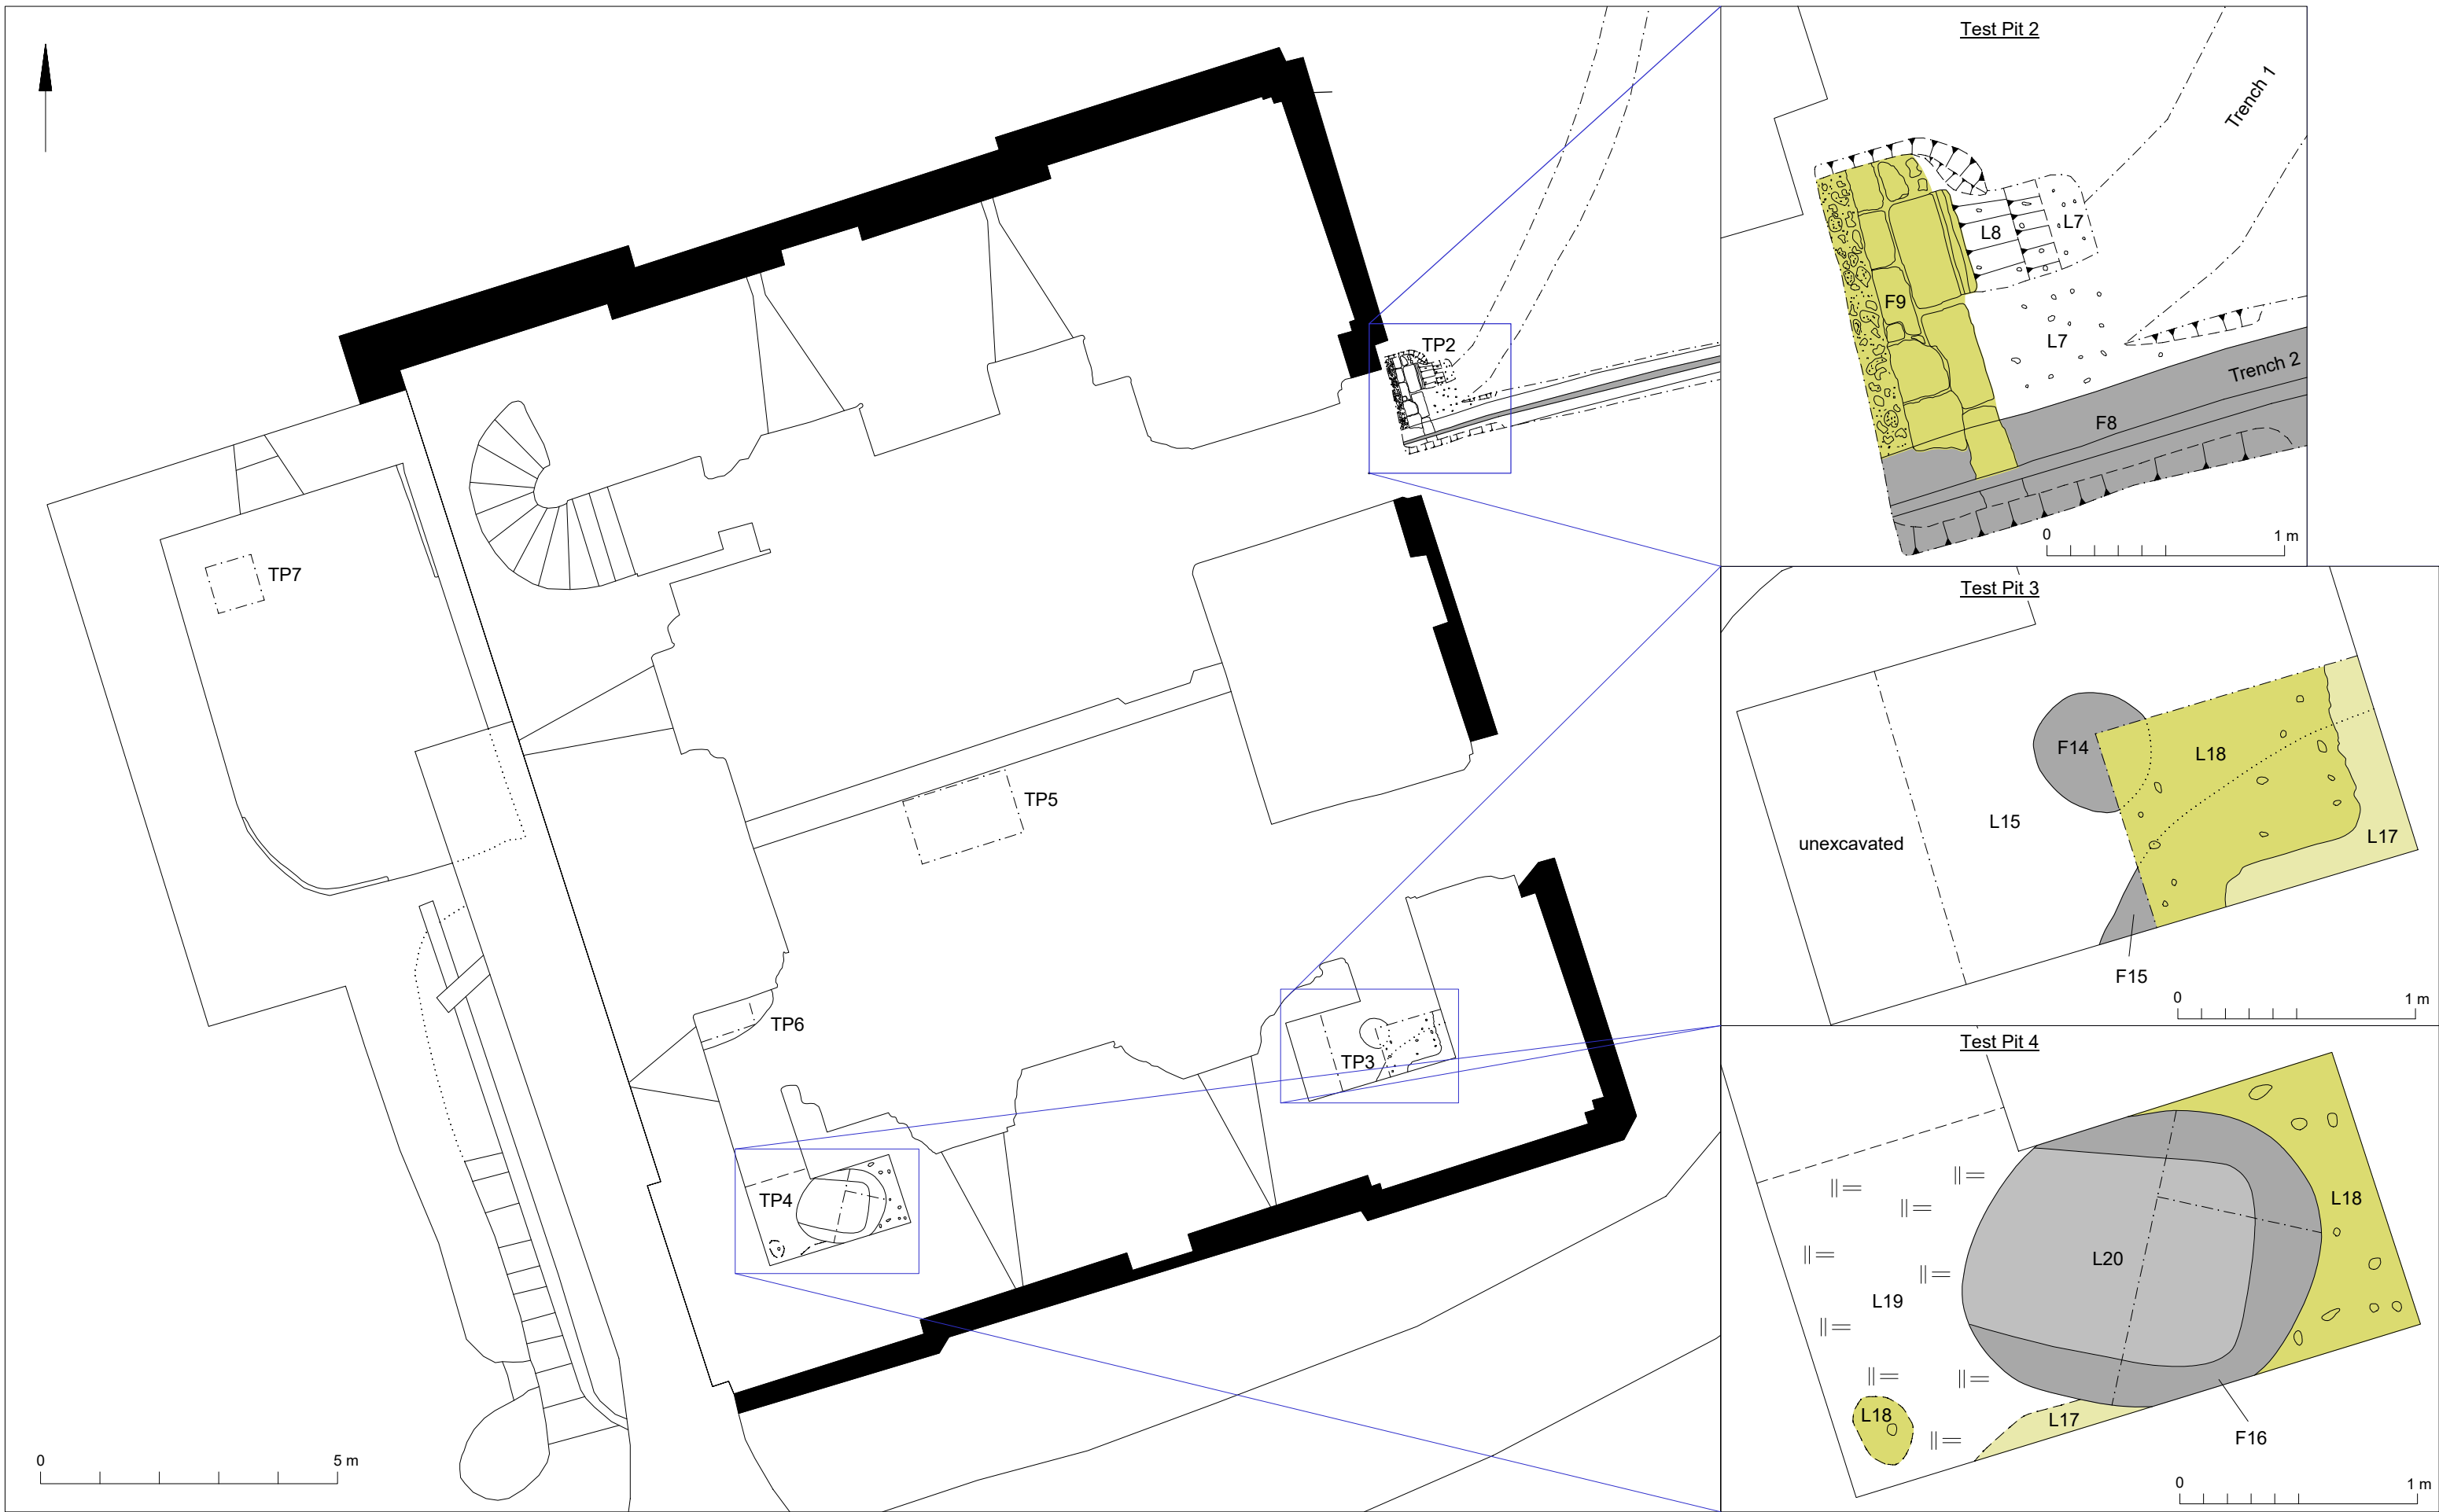 TP2
TP7
TP5
TP6
TP3
TP4
0 5 m
Test Pit 2
Trench 1
L7
L8
F9
L7
Trench 2
F8
0 1 m
Test Pit 3
F14
L18
L15
unexcavated
L17
F15
0 1 m
Test Pit 4
L18
L20
L19
L18
L17
F16
0 1 m